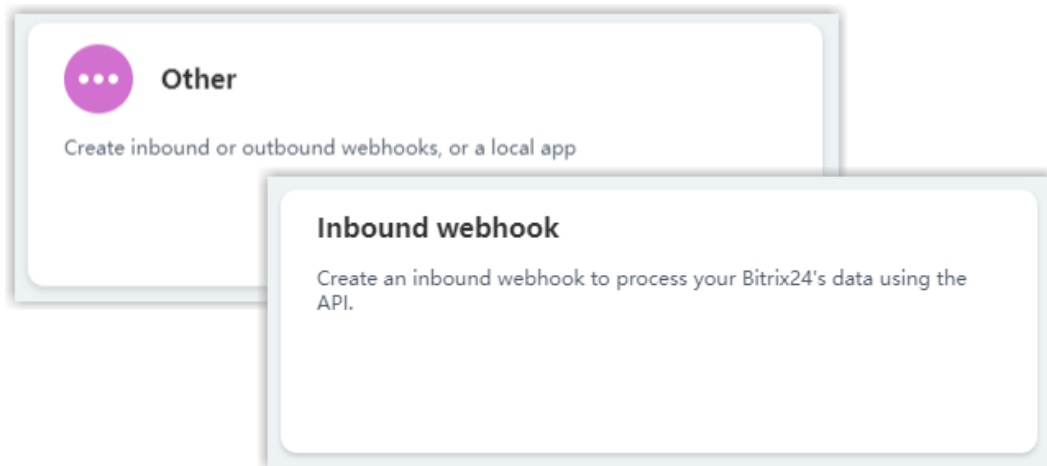 Other
Create inbound or outbound webhooks, or a local app
Inbound webhook
Create an inbound webhook to process your Bitrix24's data using the
API.